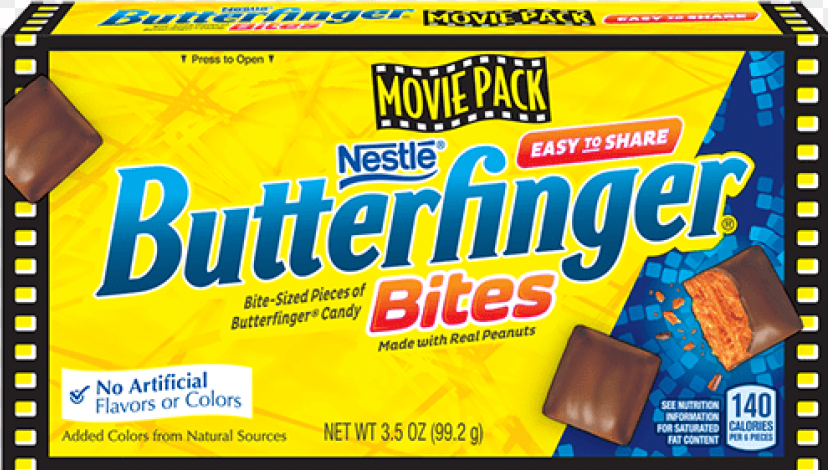 Nestlé
Butterfinger
Bites
MOVIE PACK
EASY TO SHARE
Press to Open
MOVIE PACK
EASY TO SHARE
Nestlé®
Butterfinger®
Bite-Sized Pieces of
Butterfinger® Candy
Bites
Made with Real Peanuts
No Artificial
Flavors or Colors
Added Colors from Natural Sources
NET WT 3.5 OZ (99.2 g)
SEE NUTRITION
INFORMATION
FOR SATURATED
FAT CONTENT
140
CALORIES
PER 6 PIECES